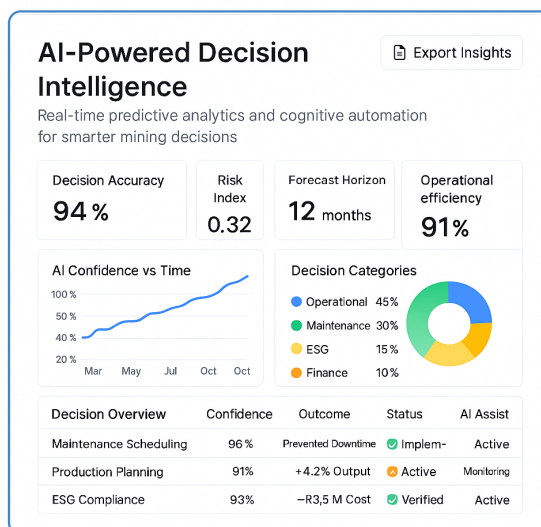 AI-Powered Decision
Intelligence
Export Insights
Real-time predictive analytics and cognitive automation
for smarter mining decisions
Decision Accuracy
94 %
Risk
Index
0.32
Forecast Horizon
12 months
Operational
efficiency
91%
AI Confidence vs Time
100 %
50 %
40 %
20 %
Mar May Jul Oct Oct
Decision Categories
Operational 45%
Maintenance 30%
ESG 15%
Finance 10%
Decision Overview Confidence Outcome Status AI Assist
Maintenance Scheduling 96% Prevented Downtime Implem- Active
Production Planning 91% +4.2% Output Active Monitoring
ESG Compliance 93% –R3,5 M Cost Verified Active